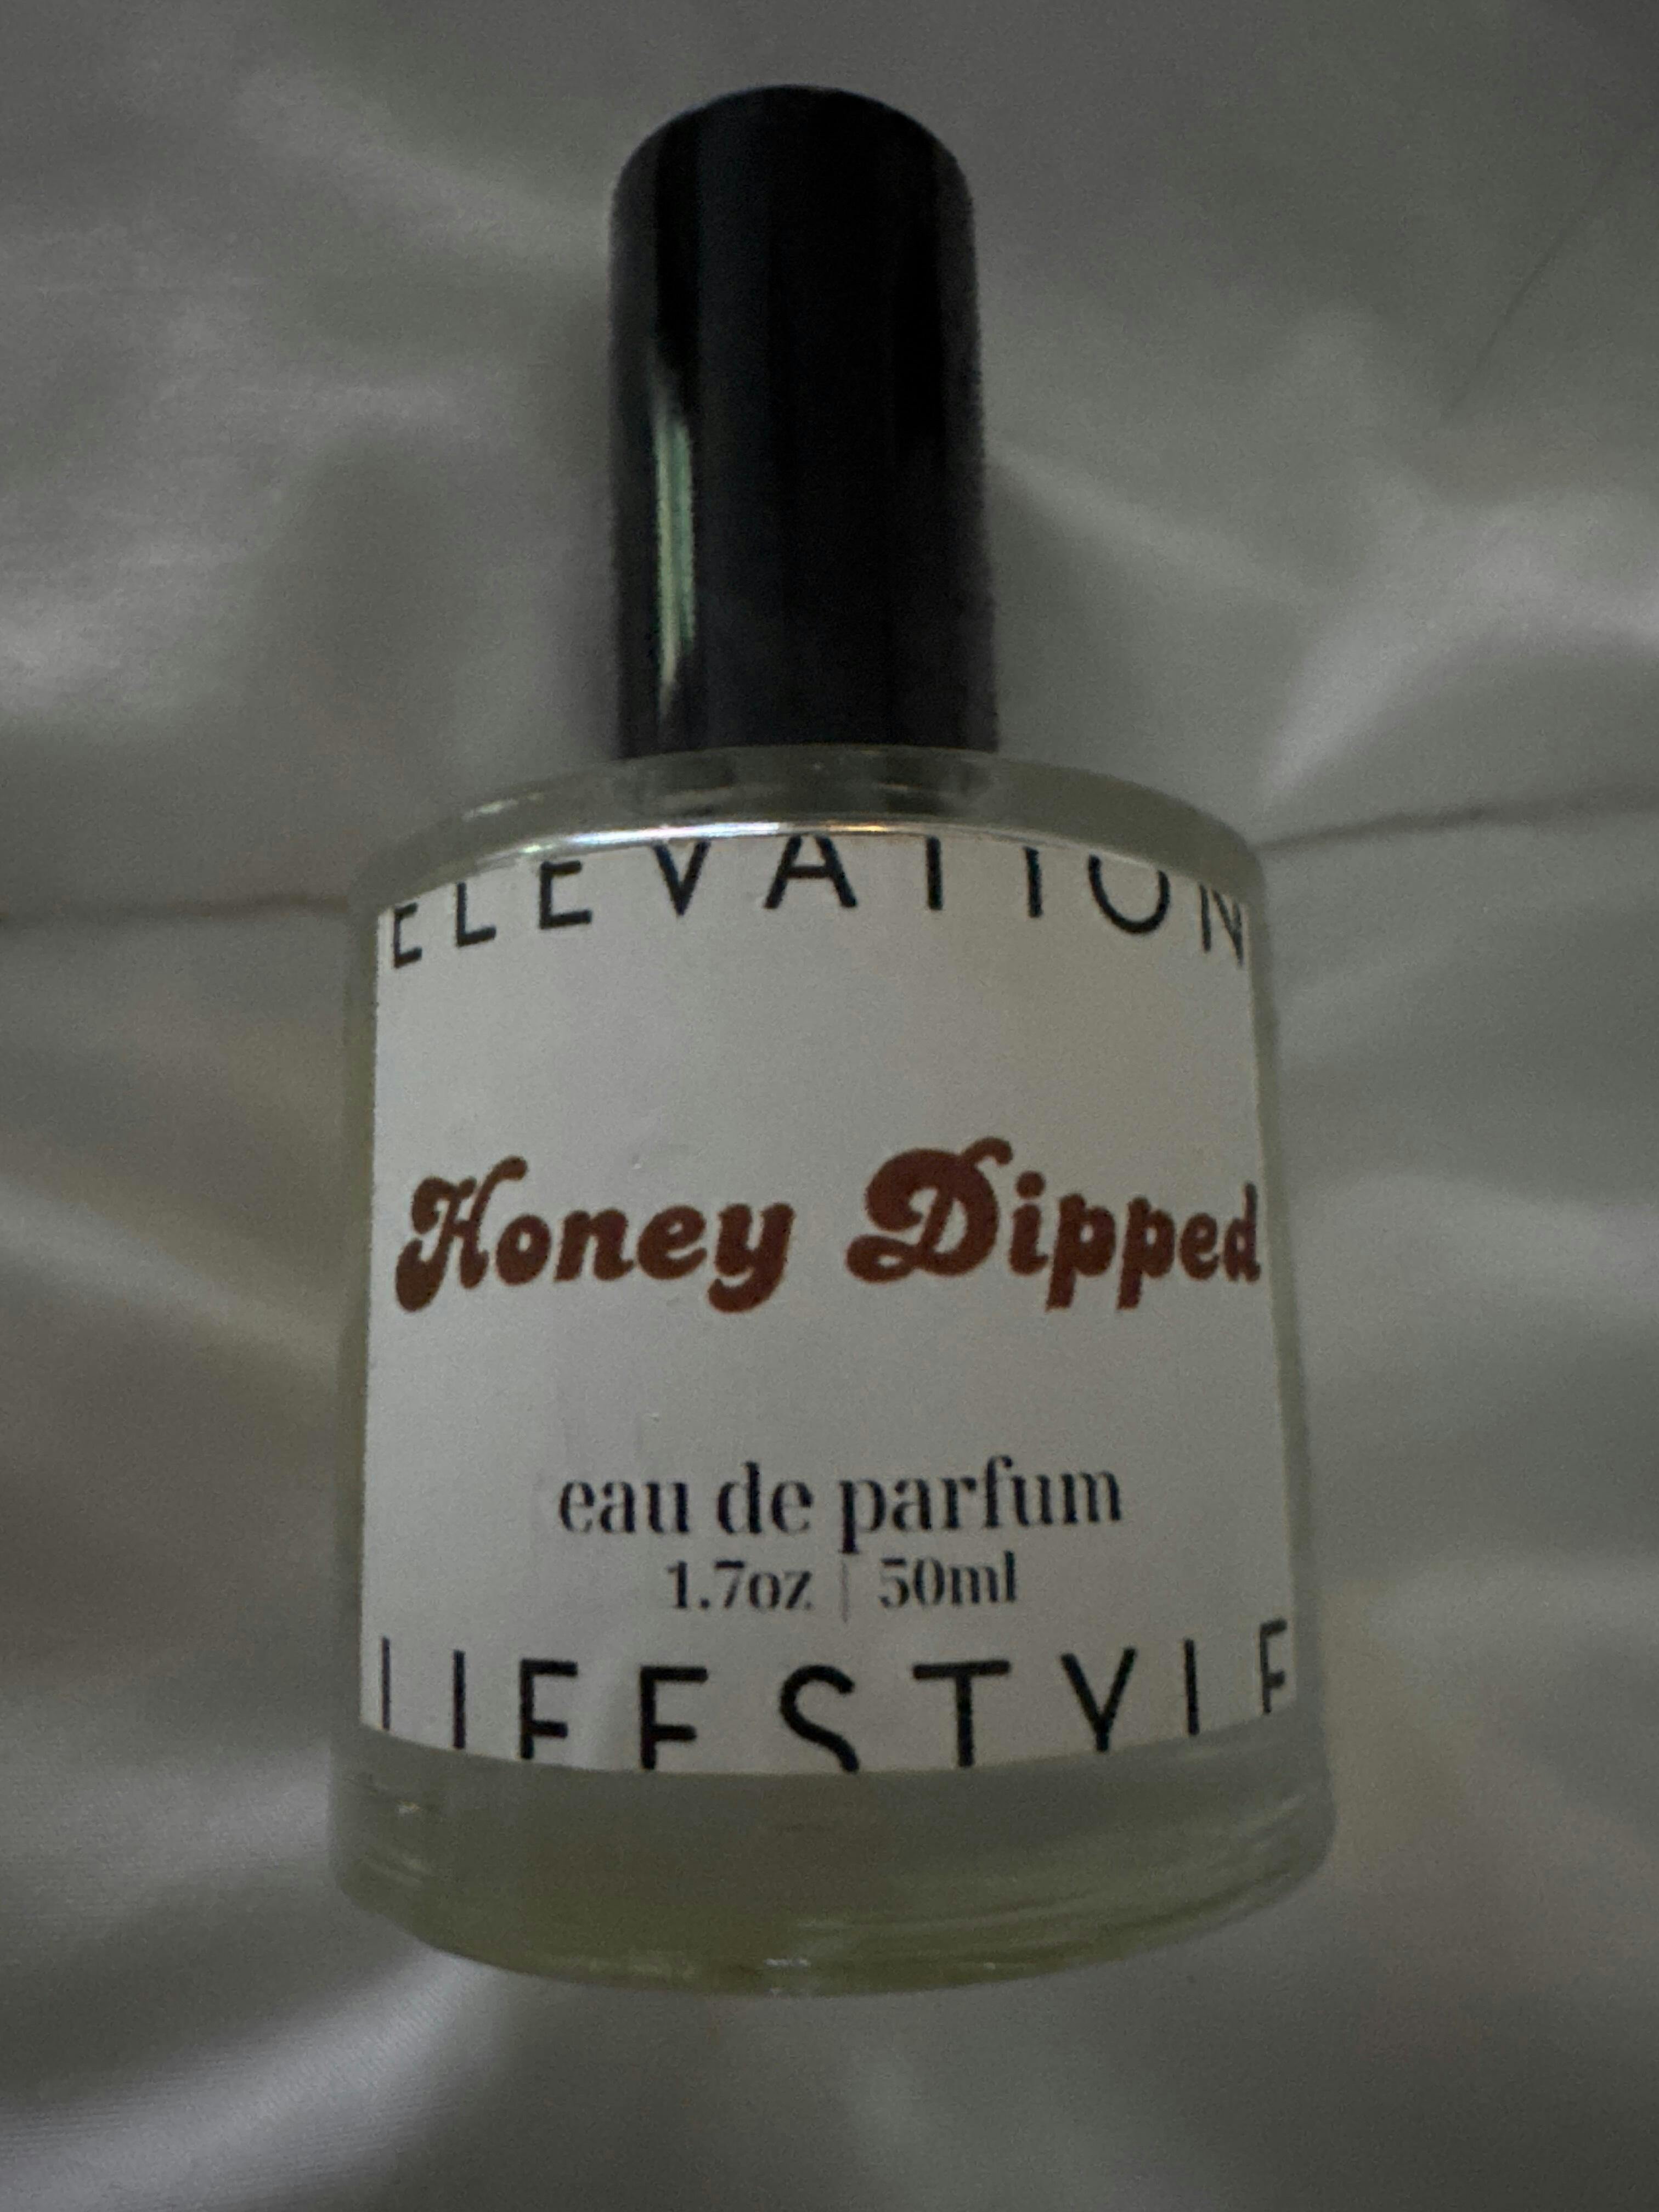 ELEVATION
Honey Dipped
eau de parfum
1.7oz | 50ml
LIFESTYLE